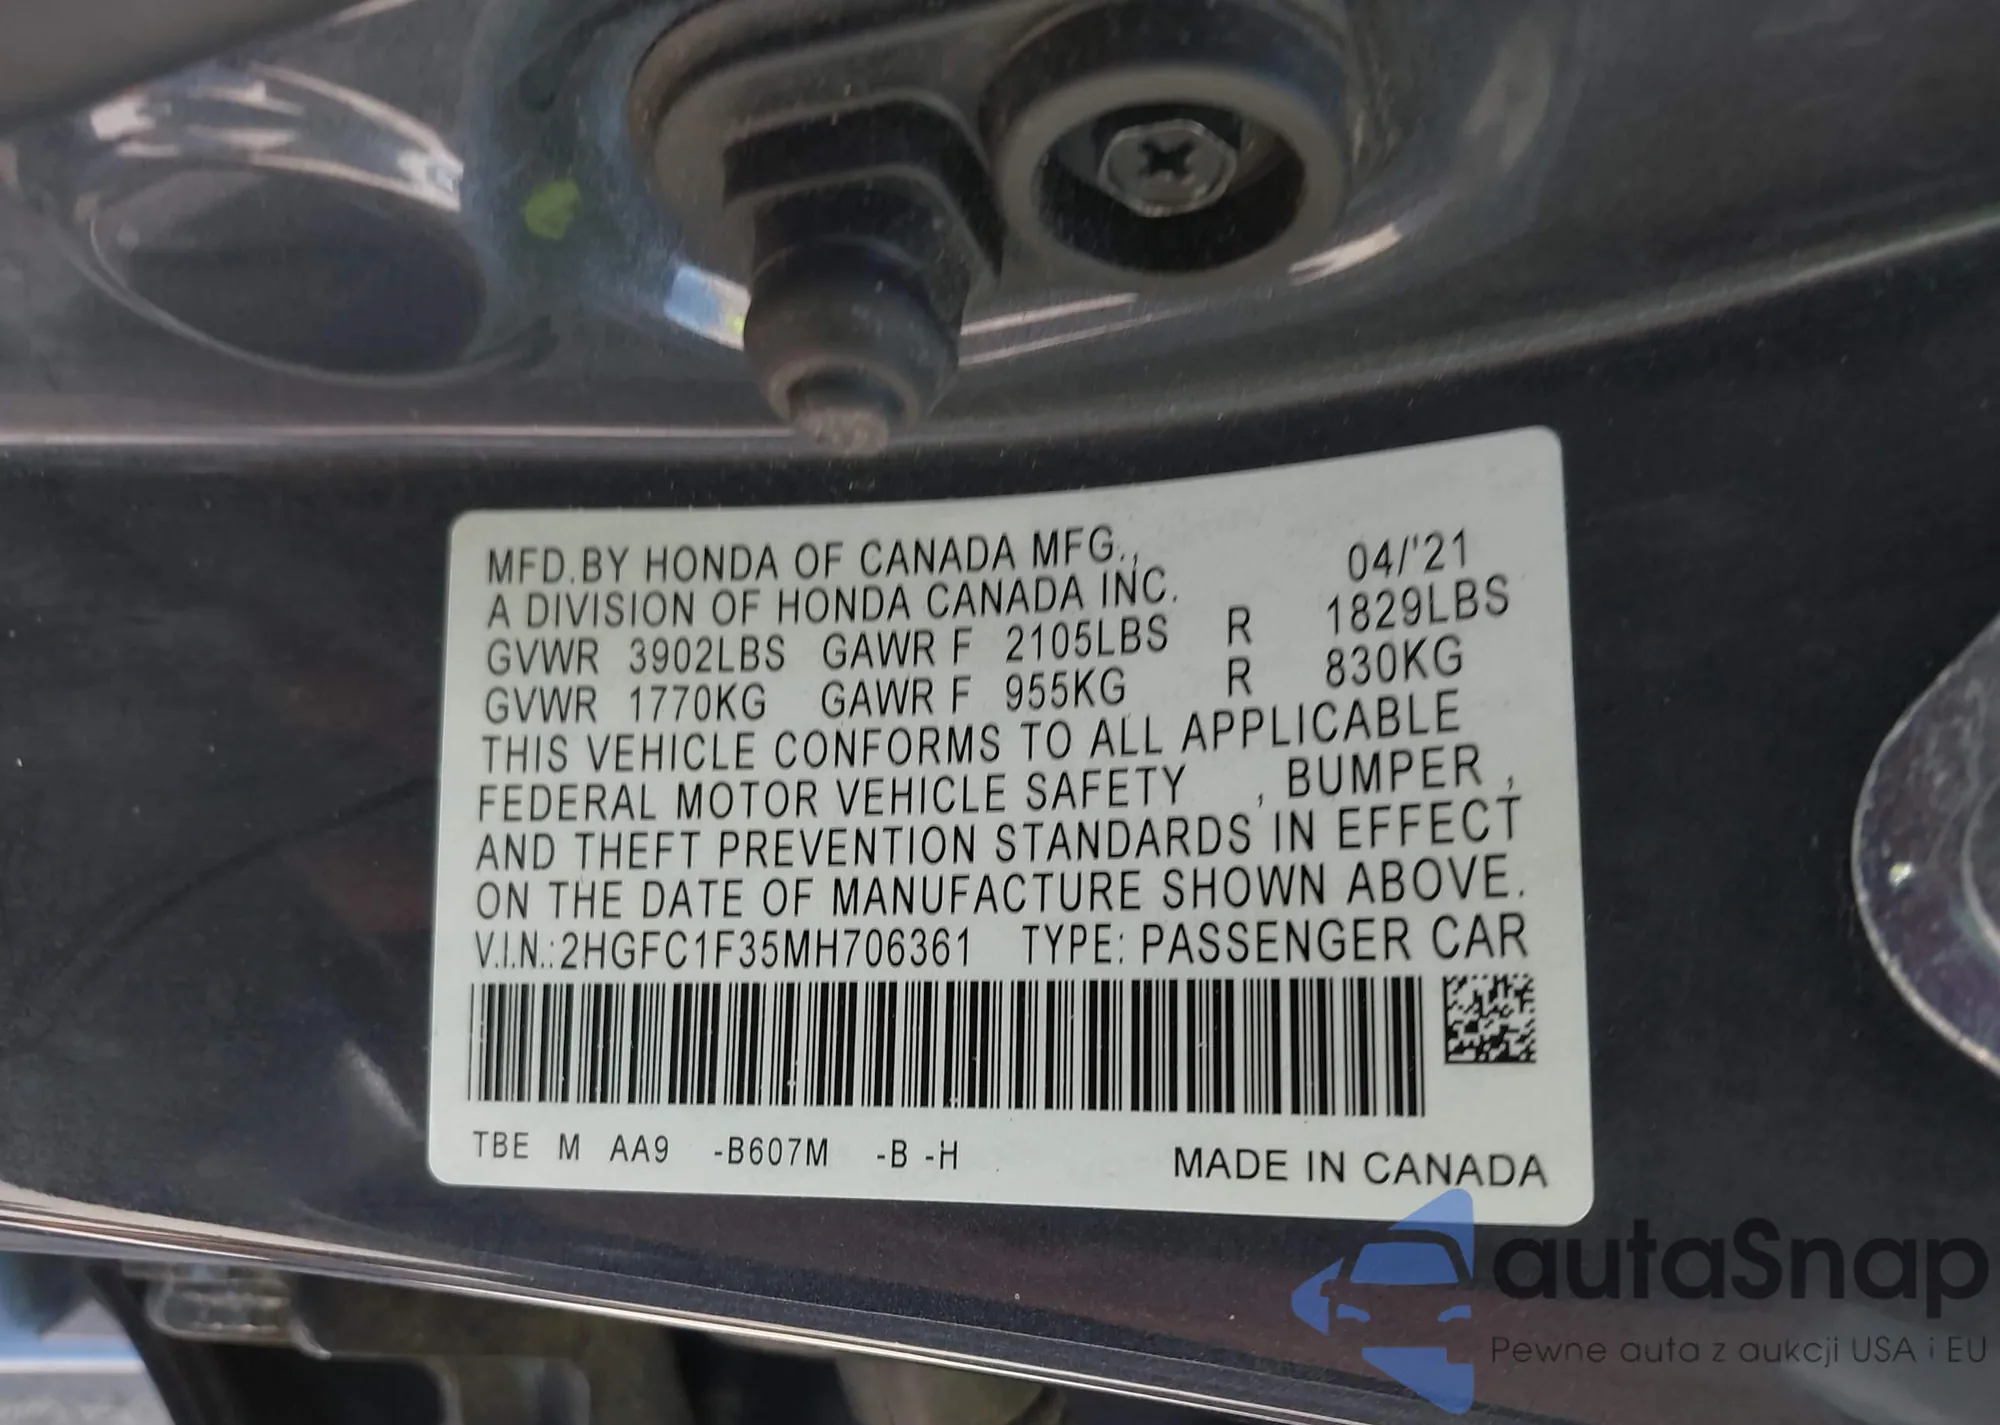 MFD.BY HONDA OF CANADA MFG., 04/'21
A DIVISION OF HONDA CANADA INC.
GVWR 3902LBS GAWR F 2105LBS R 1829LBS
GVWR 1770KG GAWR F 955KG R 830KG
THIS VEHICLE CONFORMS TO ALL APPLICABLE
FEDERAL MOTOR VEHICLE SAFETY , BUMPER ,
AND THEFT PREVENTION STANDARDS IN EFFECT
ON THE DATE OF MANUFACTURE SHOWN ABOVE.
V.I.N.:2HGFC1F35MH706361 TYPE: PASSENGER CAR
TBE M AA9 -B607M -B -H MADE IN CANADA
autaSnap
Pewne auta z aukcji USA i EU